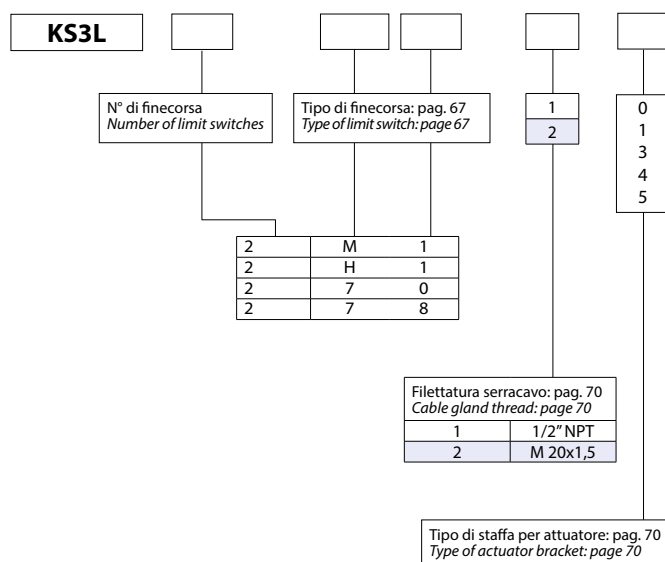 KS3L
N° di finecorsa
Number of limit switches
Tipo di finecorsa: pag. 67
Type of limit switch: page 67
1
2
0
1
3
4
5
2 M 1
2 H 1
2 7 0
2 7 8
Filettatura serracavo: pag. 70
Cable gland thread: page 70
1 1/2” NPT
2 M 20x1,5
Tipo di staffa per attuatore: pag. 70
Type of actuator bracket: page 70